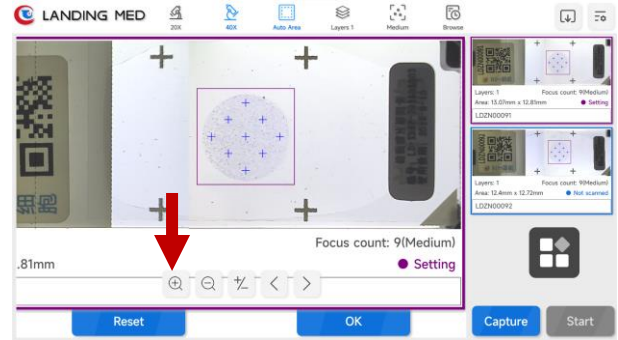 LANDING MED
20X
40X
Auto Area
Layers 1
Medium
Browse
Focus count: 9(Medium)
.81mm
Setting
Reset
OK
Layers: 1
Focus count: 9(Medium)
Area: 13.07mm x 12.81mm
Setting
LDZN00091
Layers: 1
Focus count: 9(Medium)
Area: 12.4mm x 12.72mm
Not scanned
LDZN00092
Capture
Start